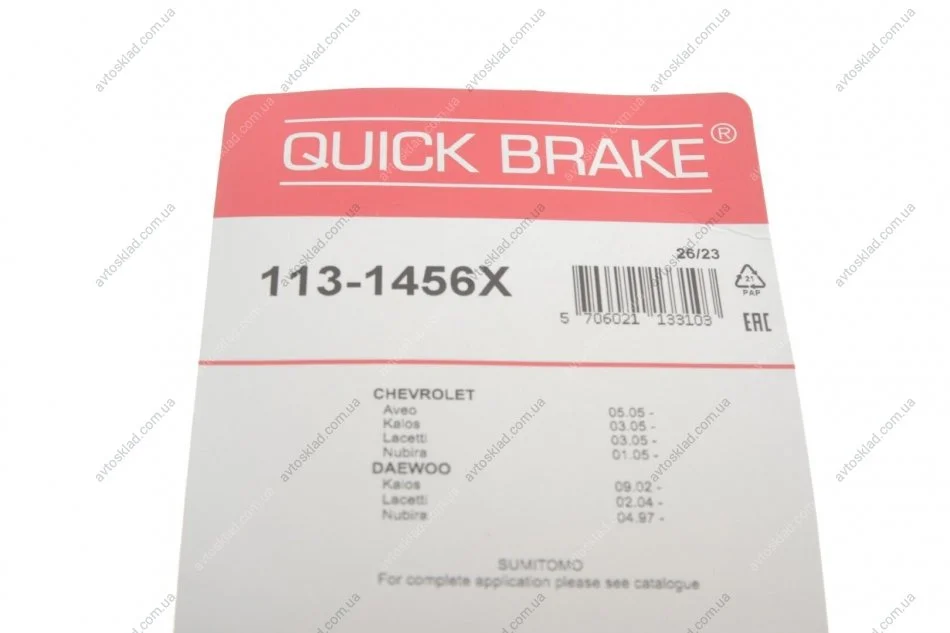 QUICK BRAKE®
26/23
113-1456X
21
PAP
5 706021 133103
EAC
CHEVROLET
Aveo 05.05 -
Kalos 03.05 -
Lacetti 03.05 -
Nubira 01.05 -
DAEWOO
Kalos 09.02 -
Lacetti 02.04 -
Nubira 04.97 -
SUMITOMO
For complete application please see catalogue
avtosklad.com.ua